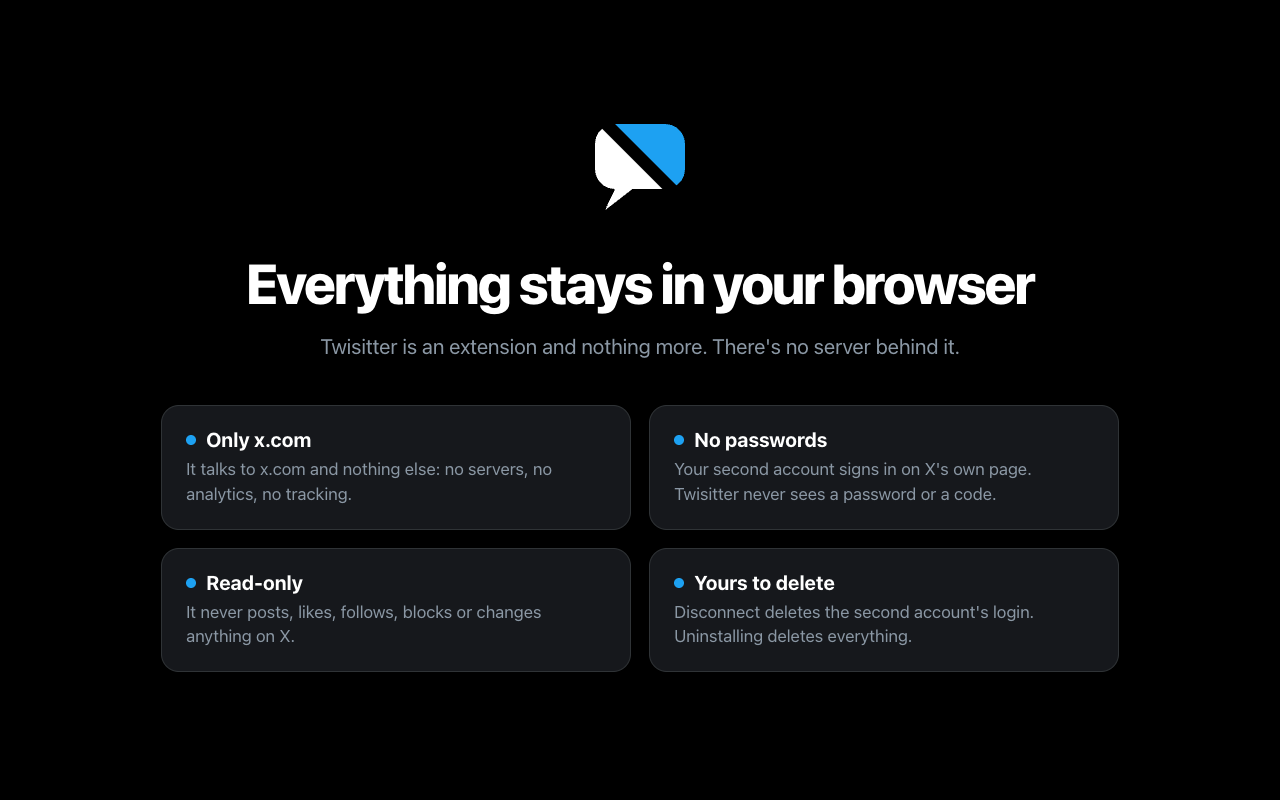 Everything stays in your browser
Twisitter is an extension and nothing more. There's no server behind it.
Only x.com
It talks to x.com and nothing else: no servers, no
analytics, no tracking.
No passwords
Your second account signs in on X's own page.
Twisitter never sees a password or a code.
Read-only
It never posts, likes, follows, blocks or changes
anything on X.
Yours to delete
Disconnect deletes the second account's login.
Uninstalling deletes everything.